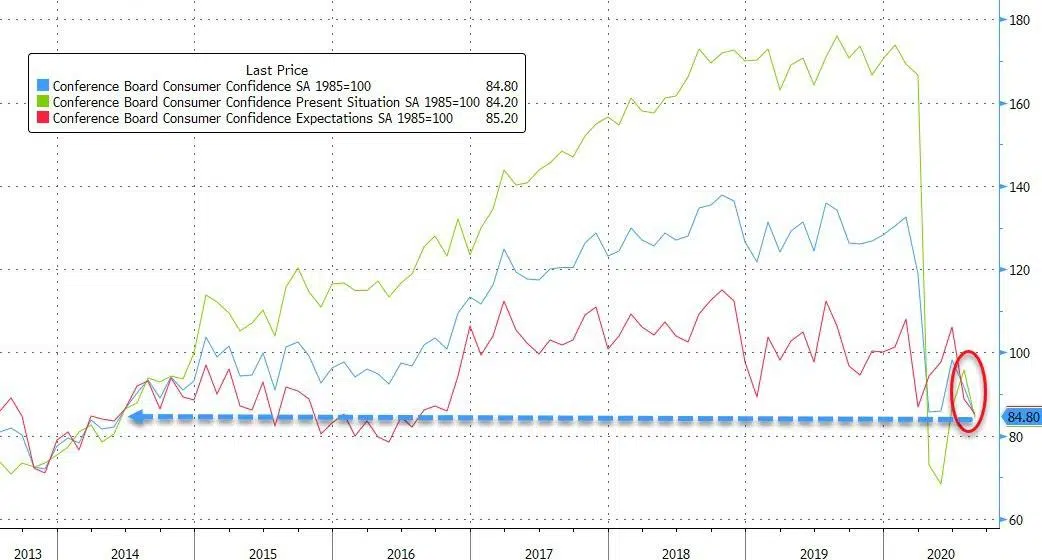 Last Price
Conference Board Consumer Confidence SA 1985=100 84.80
Conference Board Consumer Confidence Present Situation SA 1985=100 84.20
Conference Board Consumer Confidence Expectations SA 1985=100 85.20
180
160
140
120
100
84.80
80
60
2013 2014 2015 2016 2017 2018 2019 2020